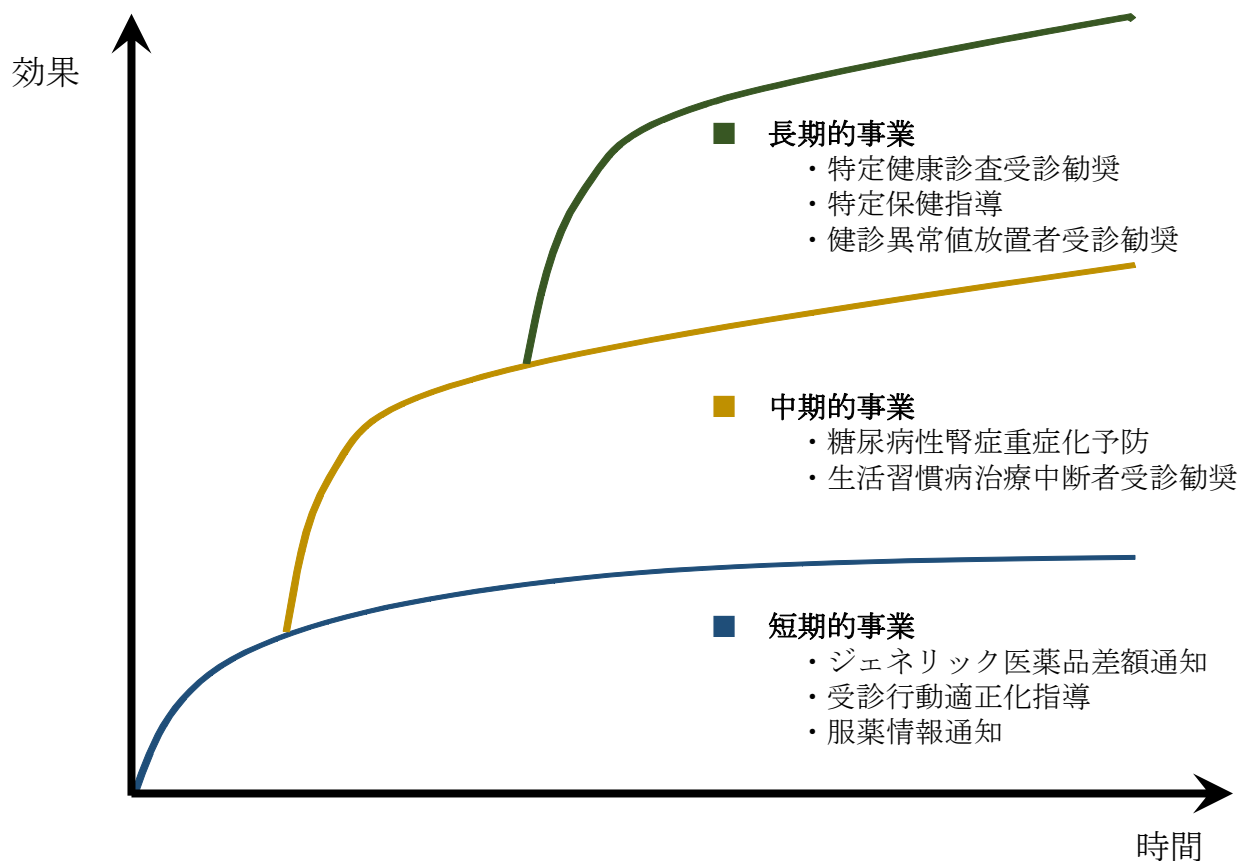 効果
■ 長期的事業
・特定健康診査受診勧奨
・特定保健指導
・健診異常値放置者受診勧奨
■ 中期的事業
・糖尿病性腎症重症化予防
・生活習慣病治療中断者受診勧奨
■ 短期的事業
・ジェネリック医薬品差額通知
・受診行動適正化指導
・服薬情報通知
時間